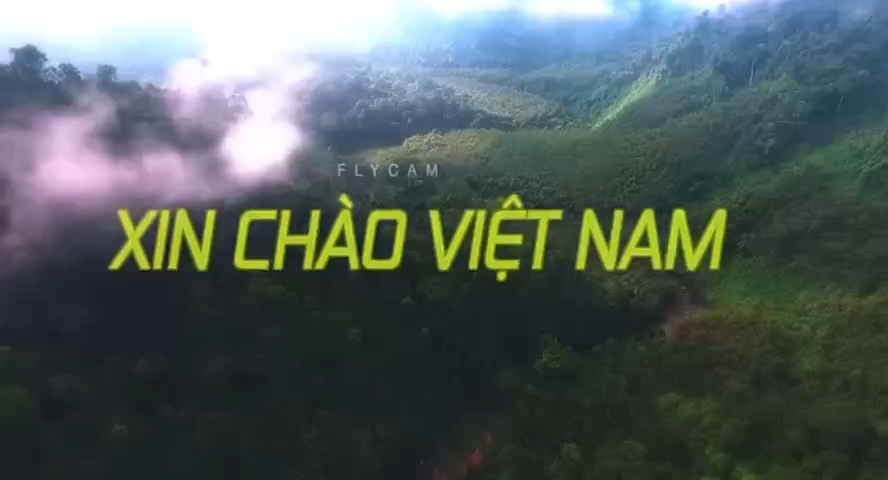 FLYCAM
XIN CHÀO VIỆT NAM